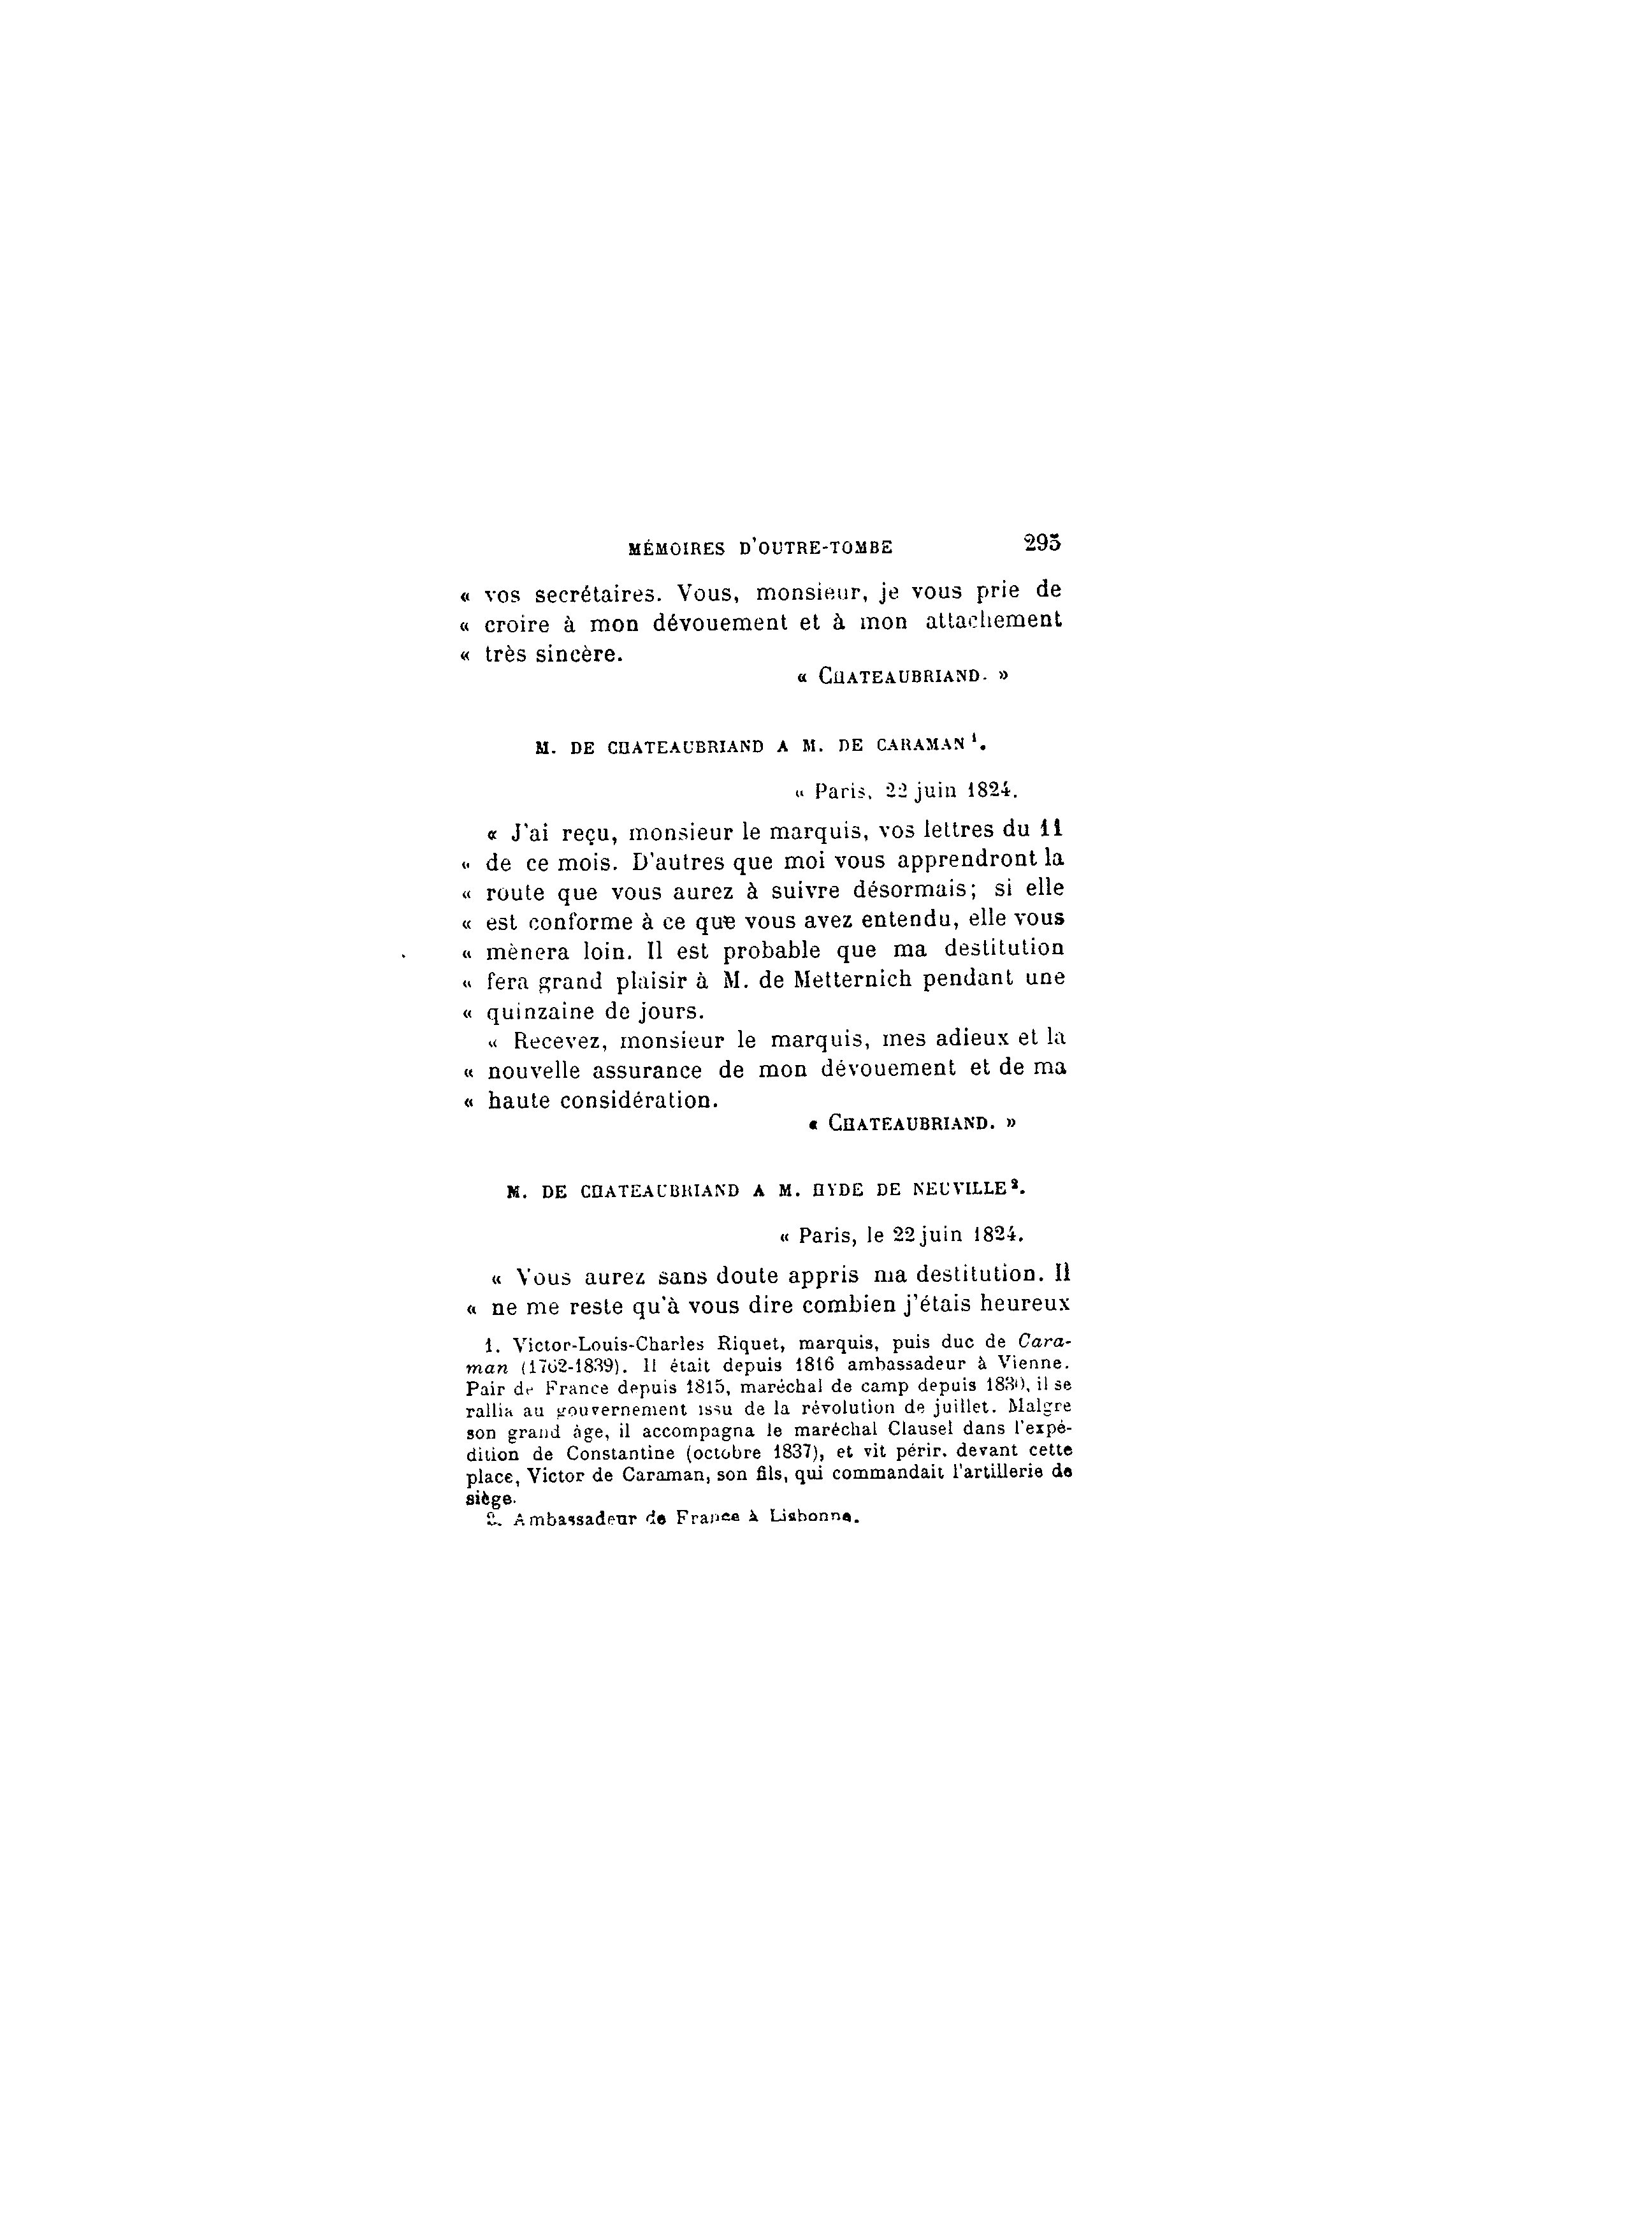 MÉMOIRES D'OUTRE-TOMBE 295
« vos secrétaires. Vous, monsieur, je vous prie de
« croire à mon dévouement et à mon attachement
« très sincère.
« CHATEAUBRIAND. »
M. DE CHATEAUBRIAND A M. DE CARAMAN¹.
« Paris, 22 juin 1824.
« J'ai reçu, monsieur le marquis, vos lettres du 11
« de ce mois. D'autres que moi vous apprendront la
« route que vous aurez à suivre désormais; si elle
« est conforme à ce que vous avez entendu, elle vous
« mènera loin. Il est probable que ma destitution
« fera grand plaisir à M. de Metternich pendant une
« quinzaine de jours.
« Recevez, monsieur le marquis, mes adieux et la
« nouvelle assurance de mon dévouement et de ma
« haute considération.
« CHATEAUBRIAND. »
M. DE CHATEAUBRIAND A M. HYDE DE NEUVILLE².
« Paris, le 22 juin 1824.
« Vous aurez sans doute appris ma destitution. Il
« ne me reste qu'à vous dire combien j'étais heureux
1. Victor-Louis-Charles Riquet, marquis, puis duc de Cara-
man (1762-1839). Il était depuis 1816 ambassadeur à Vienne.
Pair de France depuis 1815, maréchal de camp depuis 1830, il se
rallia au gouvernement issu de la révolution de juillet. Malgré
son grand âge, il accompagna le maréchal Clausel dans l'expé-
dition de Constantine (octobre 1837), et vit périr. devant cette
place, Victor de Caraman, son fils, qui commandait l'artillerie de
siège.
2. Ambassadeur de France à Lisbonne.